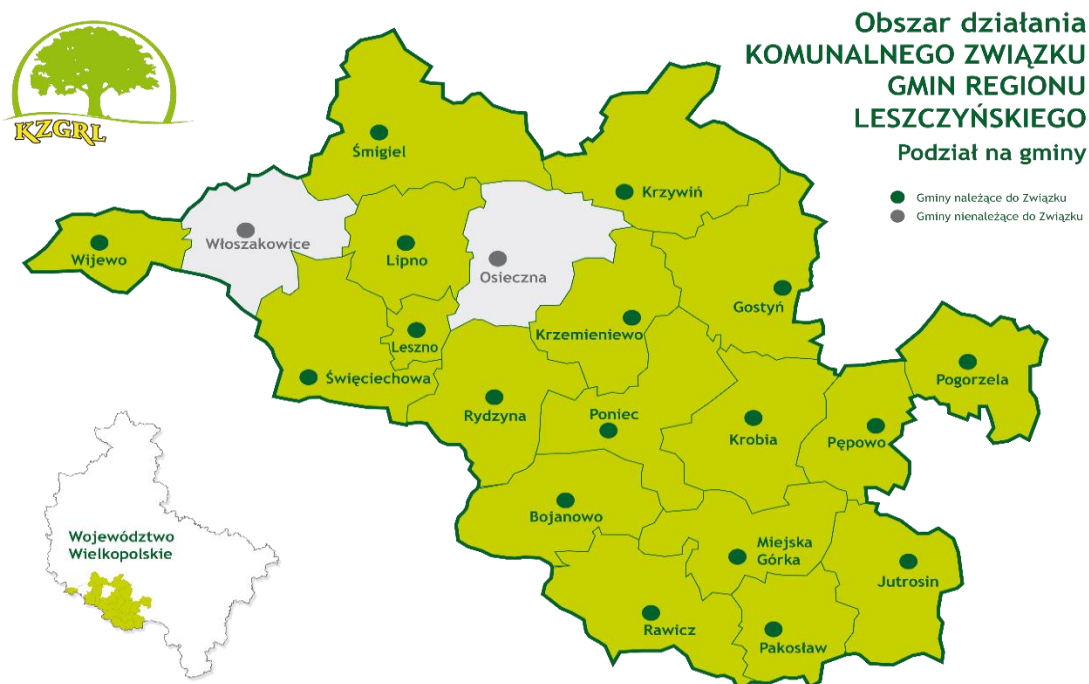 KZGRL
Obszar działania
KOMUNALNEGO ZWIĄZKU
GMIN REGIONU
LESZCZYŃSKIEGO
Podział na gminy
Gminy należące do Związku
Gminy nienależące do Związku
Śmigiel
Krzywiń
Włoszakowice
Wijewo
Lipno
Osieczna
Gostyń
Krzemieniewo
Leszno
Święciechowa
Pogorzela
Rydzyna
Poniec
Krobia
Pępowo
Bojanowo
Miejska
Górka
Jutrosin
Rawicz
Pakosław
Województwo
Wielkopolskie